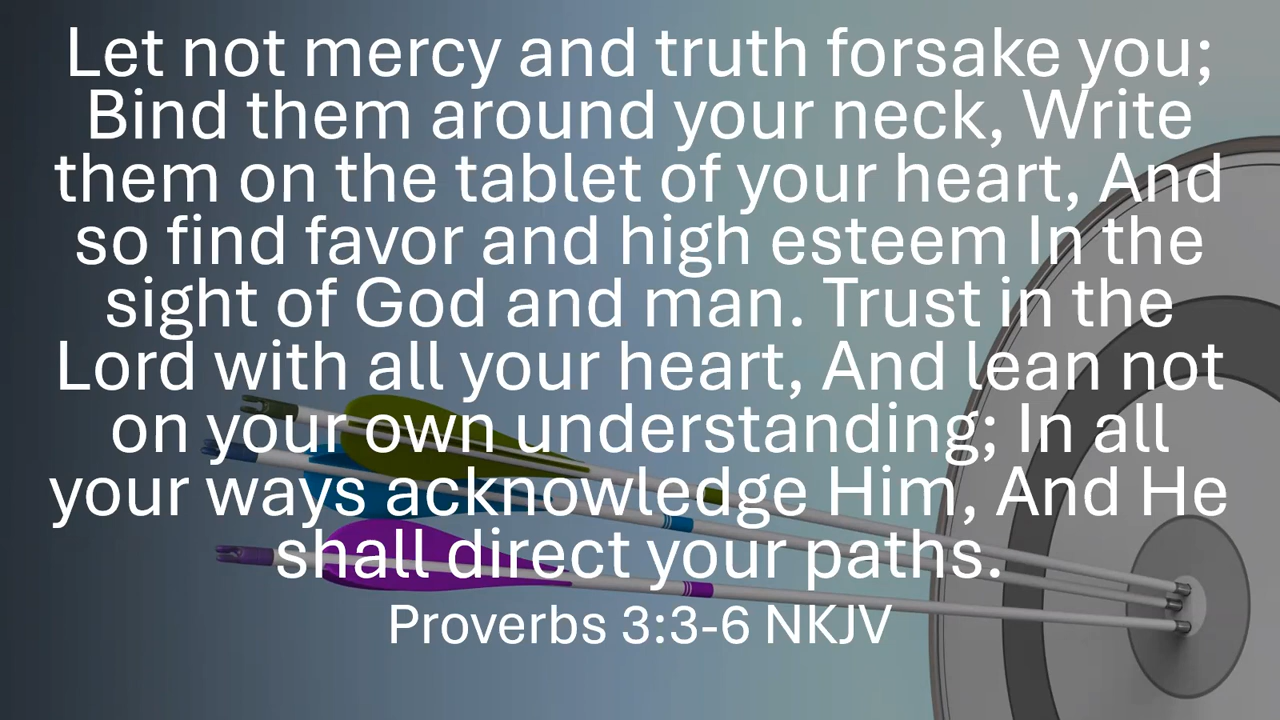 Let not mercy and truth forsake you;
Bind them around your neck, Write
them on the tablet of your heart, And
so find favor and high esteem In the
sight of God and man. Trust in the
Lord with all your heart, And lean not
on your own understanding; In all
your ways acknowledge Him, And He
shall direct your paths.
Proverbs 3:3-6 NKJV